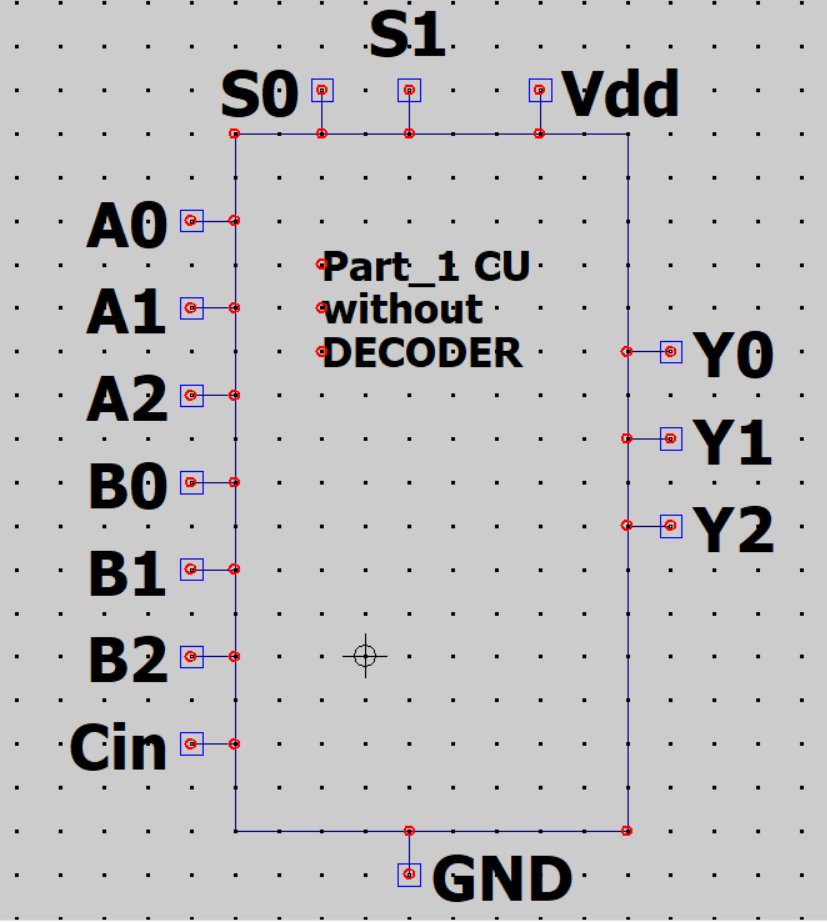 S1
S0
Vdd
A0
Part_1 CU
A1
without
DECODER
Y0
A2
Y1
B0
Y2
B1
B2
Cin
GND